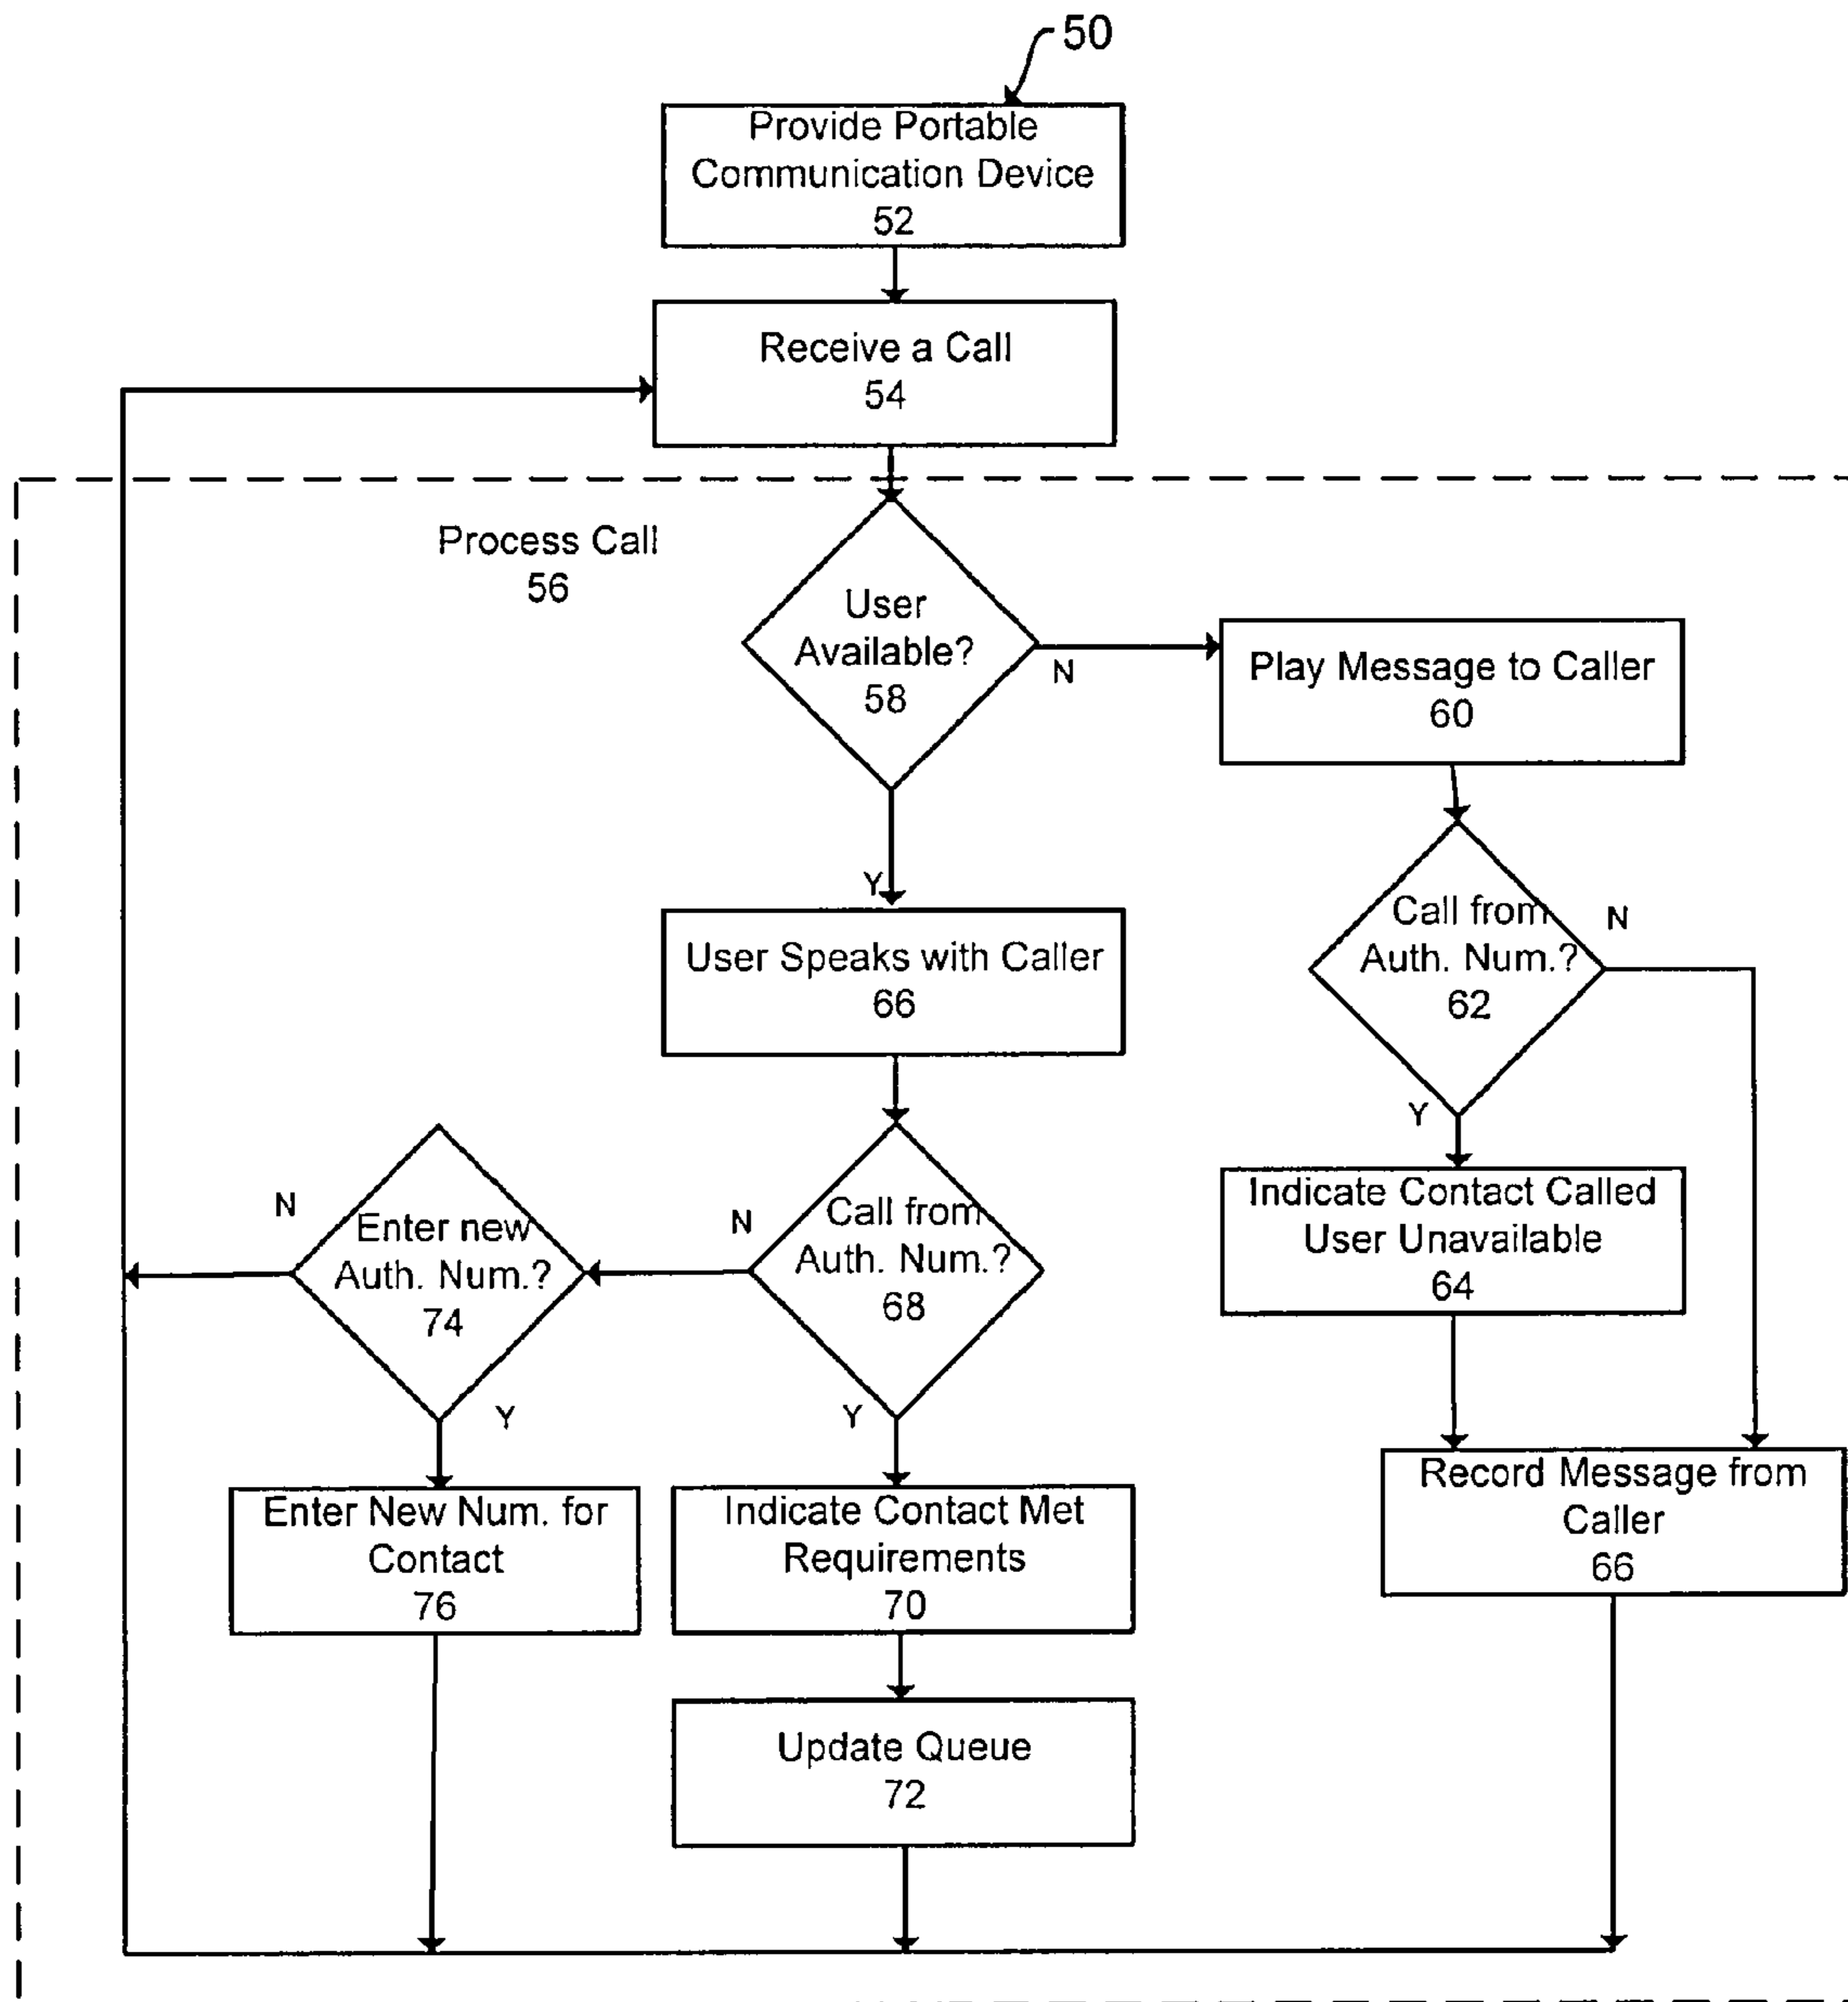 50
Provide Portable
Communication Device
52
Receive a Call
54
Process Call
56
User
Available?
58
N
Play Message to Caller
60
Y
User Speaks with Caller
66
Call from
Auth. Num.?
62
N
Y
Indicate Contact Called
User Unavailable
64
Call from
Auth. Num.?
68
N
Y
Enter new
Auth. Num.?
74
N
Y
Enter New Num. for
Contact
76
Indicate Contact Met
Requirements
70
Record Message from
Caller
66
Update Queue
72